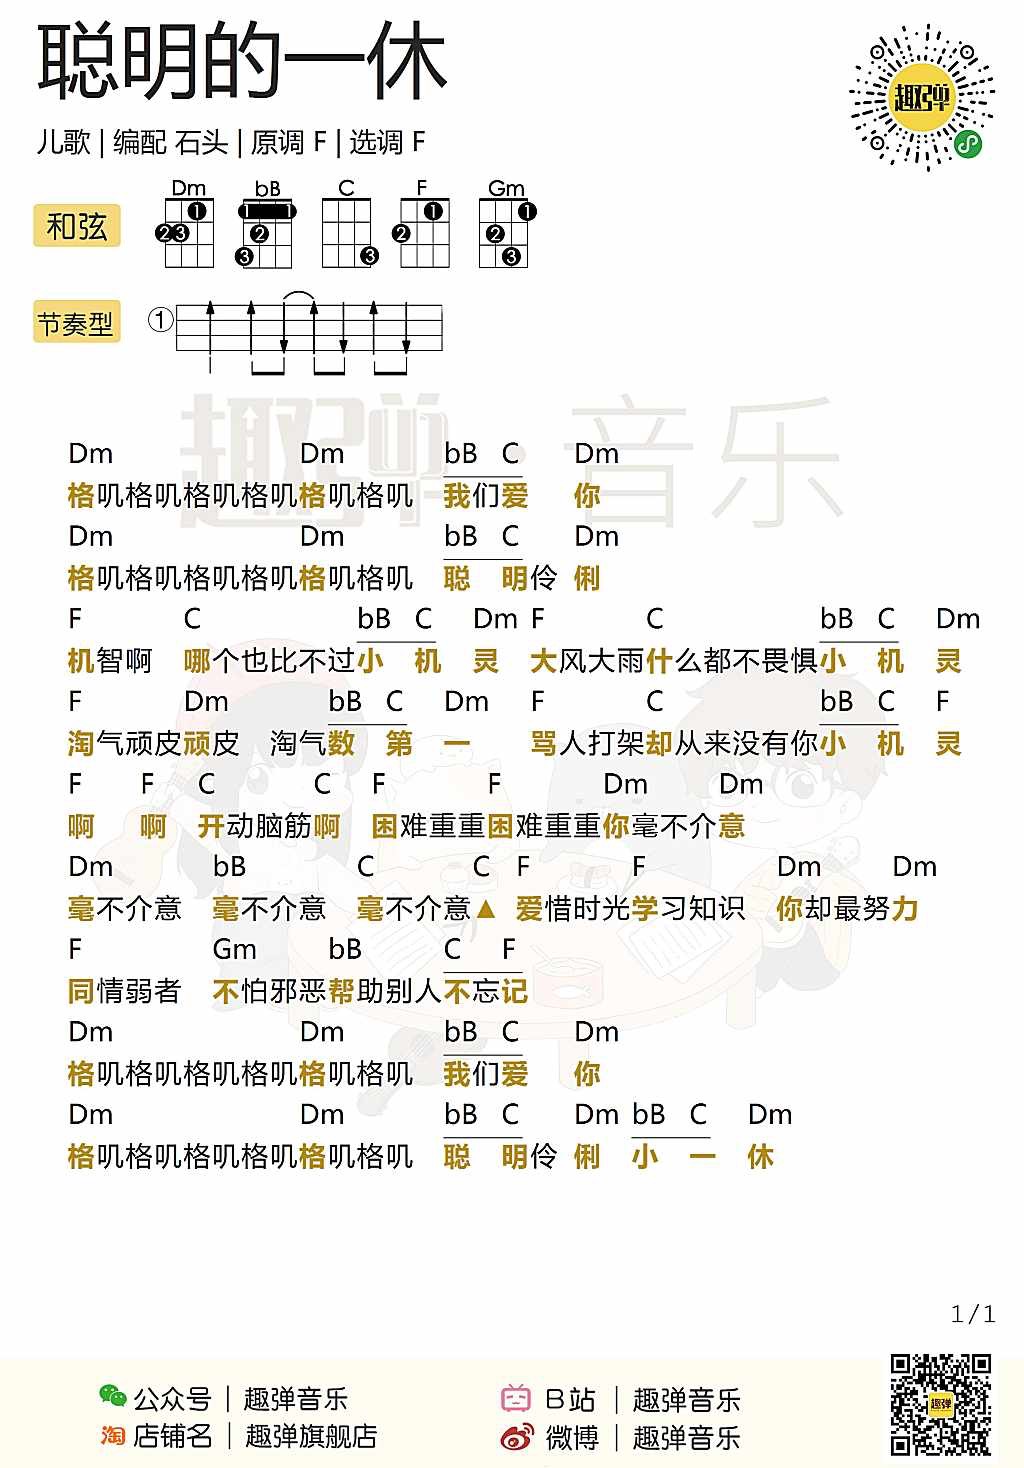 聪明的一休
趣弹
儿歌 | 编配 石头 | 原调 F | 选调 F
和弦 Dm bB C F Gm
1 2 3 1 1 2 3 3 1 2 1 2 3
节奏型 ①
趣弹·音乐
Dm Dm bB C Dm
格叽格叽格叽格叽格叽格叽 我们爱 你
Dm Dm bB C Dm
格叽格叽格叽格叽格叽格叽 聪 明伶 俐
F C bB C Dm F C bB C Dm
机智啊 哪个也比不过小 机 灵 大风大雨什么都不畏惧小 机 灵
F Dm bB C Dm F C bB C F
淘气顽皮顽皮 淘气数 第 一 骂人打架却从来没有你小 机 灵
F F C C F F Dm Dm
啊 啊 开动脑筋啊 困难重重困难重重你毫不介意
Dm bB C C F F Dm Dm
毫不介意 毫不介意 毫不介意▲ 爱惜时光学习知识 你却最努力
F Gm bB C F
同情弱者 不怕邪恶帮助别人不忘记
Dm Dm bB C Dm
格叽格叽格叽格叽格叽格叽 我们爱 你
Dm Dm bB C Dm bB C Dm
格叽格叽格叽格叽格叽格叽 聪 明伶 俐 小 一 休
1/1
公众号 | 趣弹音乐 B站 | 趣弹音乐
淘 店铺名 | 趣弹旗舰店 微博 | 趣弹音乐
趣弹